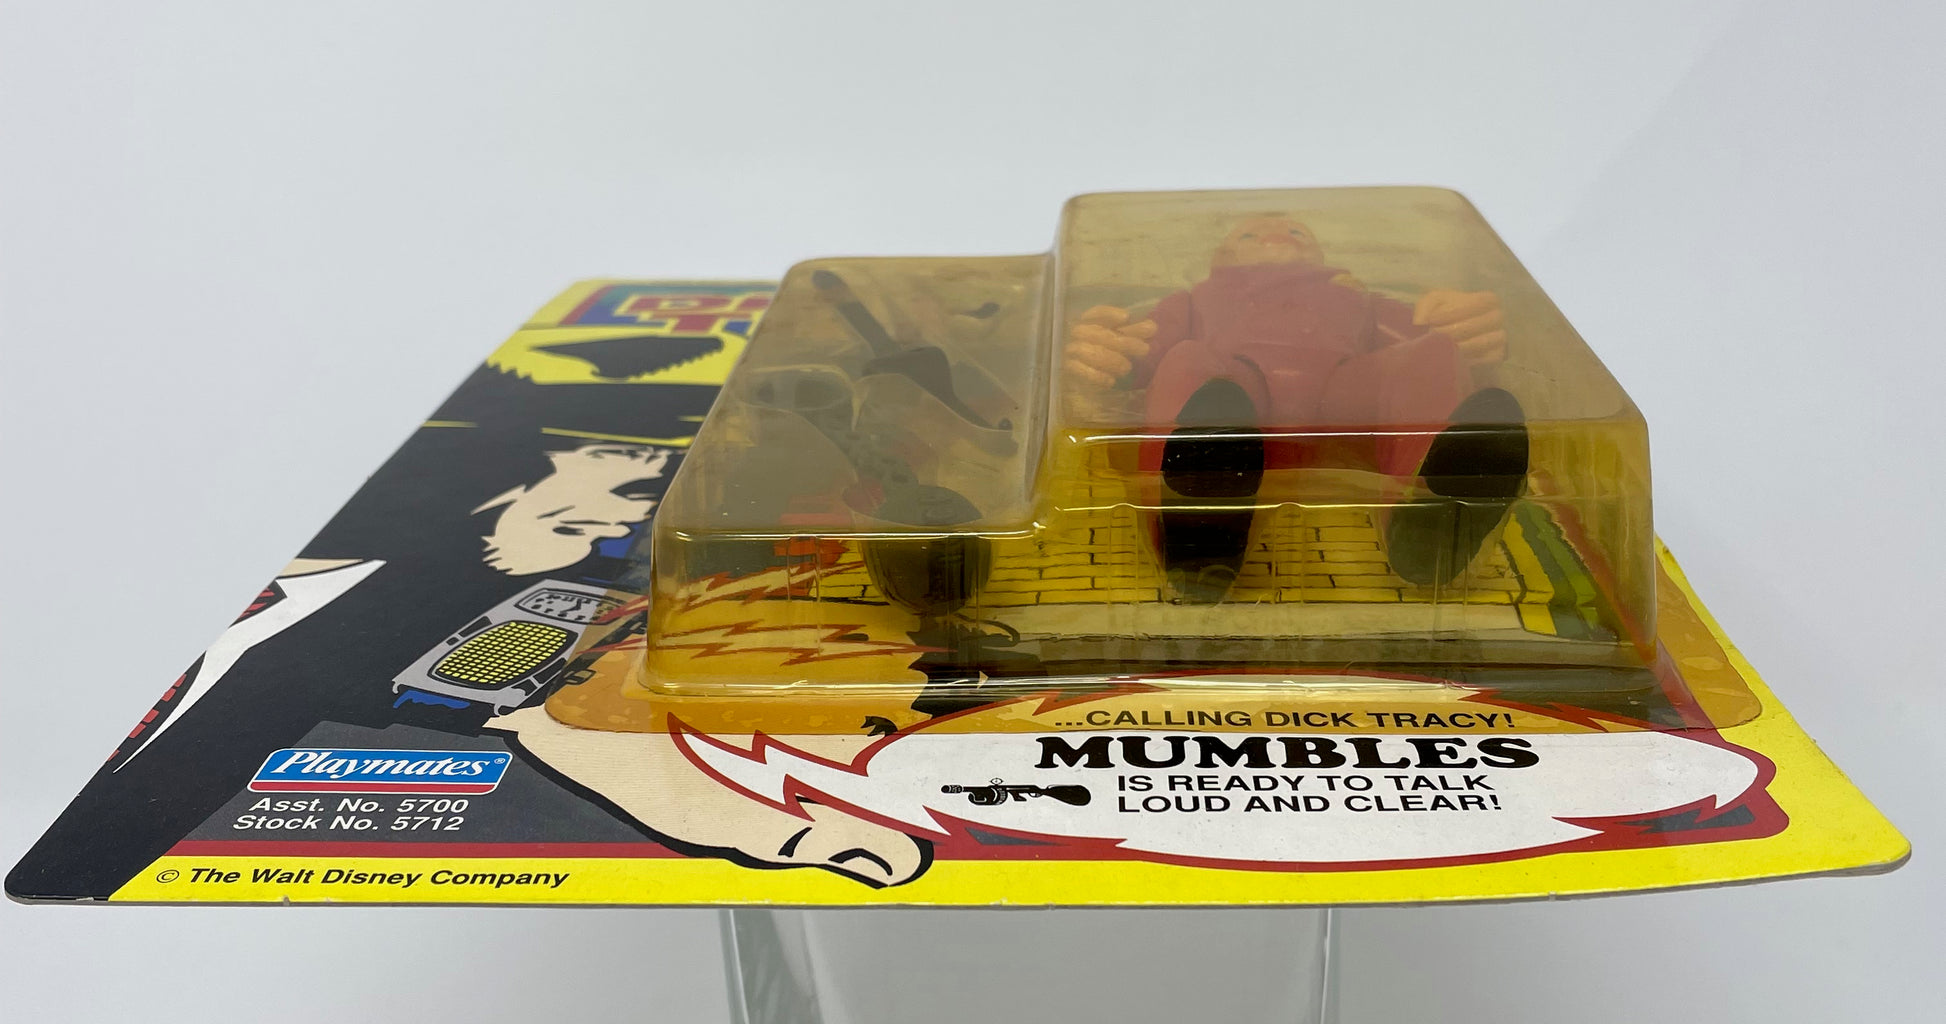 ...CALLING DICK TRACY!
MUMBLES
IS READY TO TALK
LOUD AND CLEAR!
Playmates®
Asst. No. 5700
Stock No. 5712
© The Walt Disney Company